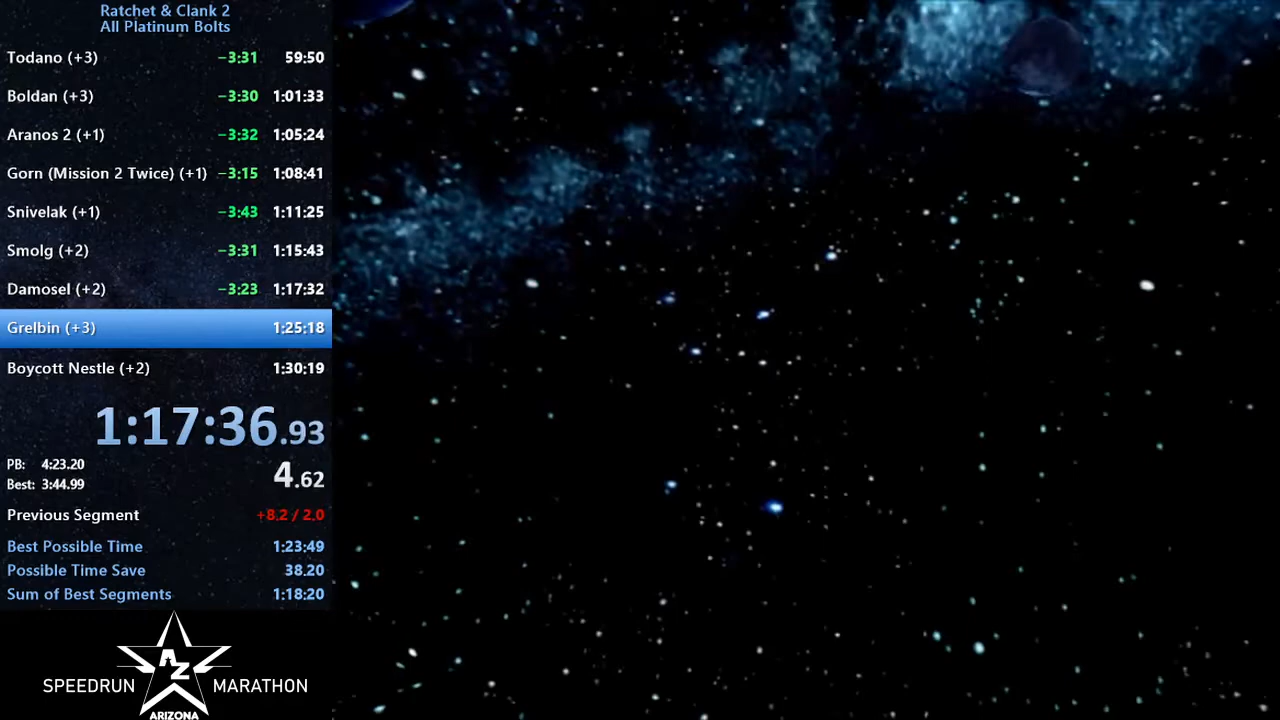 Ratchet & Clank 2
All Platinum Bolts
Todano (+3) −3:31 59:50
Boldan (+3) −3:30 1:01:33
Aranos 2 (+1) −3:32 1:05:24
Gorn (Mission 2 Twice) (+1) −3:15 1:08:41
Snivelak (+1) −3:43 1:11:25
Smolg (+2) −3:31 1:15:43
Damosel (+2) −3:23 1:17:32
Grelbin (+3) 1:25:18
Boycott Nestle (+2) 1:30:19
1:17:36.93
PB: 4:23.20
Best: 3:44.99
4.62
Previous Segment +8.2 / 2.0
Best Possible Time 1:23:49
Possible Time Save 38.20
Sum of Best Segments 1:18:20
AZ
SPEEDRUN MARATHON
ARIZONA